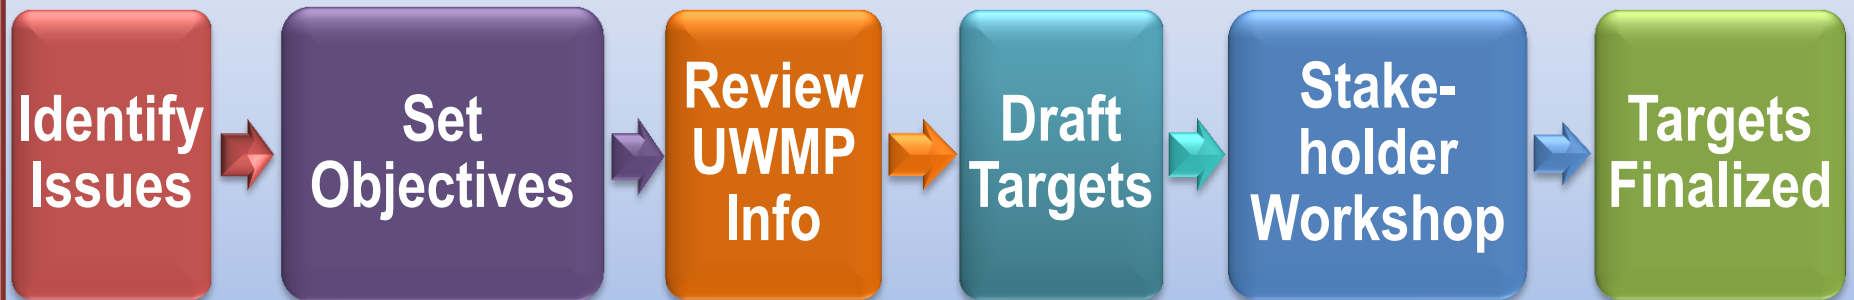 Identify
Issues
Set
Objectives
Review
UWMP
Info
Draft
Targets
Stake-
holder
Workshop
Targets
Finalized